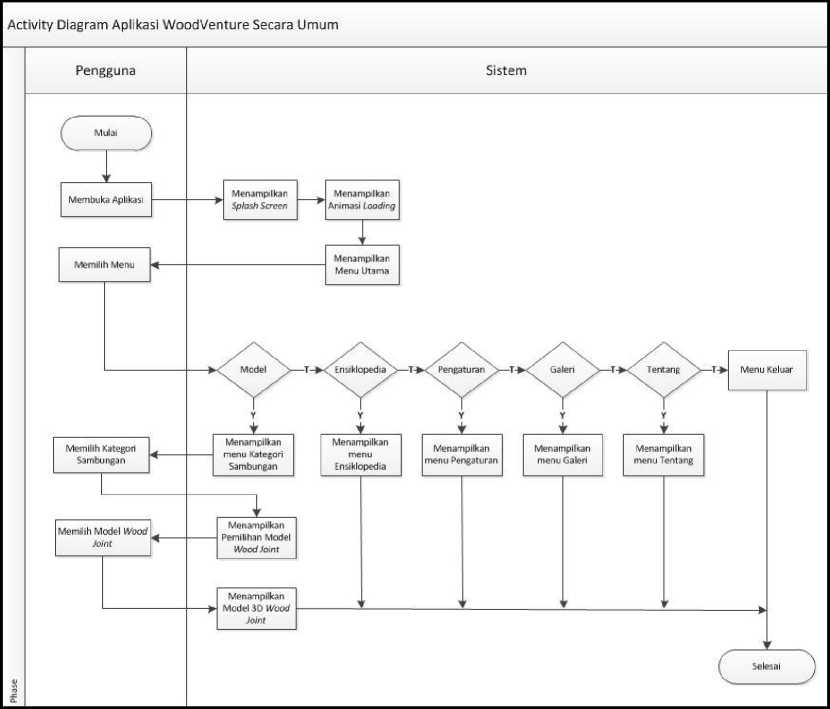 Activity Diagram Aplikasi WoodVenture Secara Umum
Pengguna
Sistem
Mulai
Membuka Aplikasi
Menampilkan
Splash Screen
Menampilkan
Animasi Loading
Memilih Menu
Menampilkan
Menu Utama
Model
T
Ensiklopedia
T
Pengaturan
T
Galeri
T
Tentang
T
Menu Keluar
Y
Y
Y
Y
Y
Memilih Kategori
Sambungan
Menampilkan
menu Kategori
Sambungan
Menampilkan
menu
Ensiklopedia
Menampilkan
menu Pengaturan
Menampilkan
menu Galeri
Menampilkan
menu Tentang
Memilih Model Wood
Joint
Menampilkan
Pemilihan Model
Wood Joint
Menampilkan
Model 3D Wood
Joint
Selesai
Phase